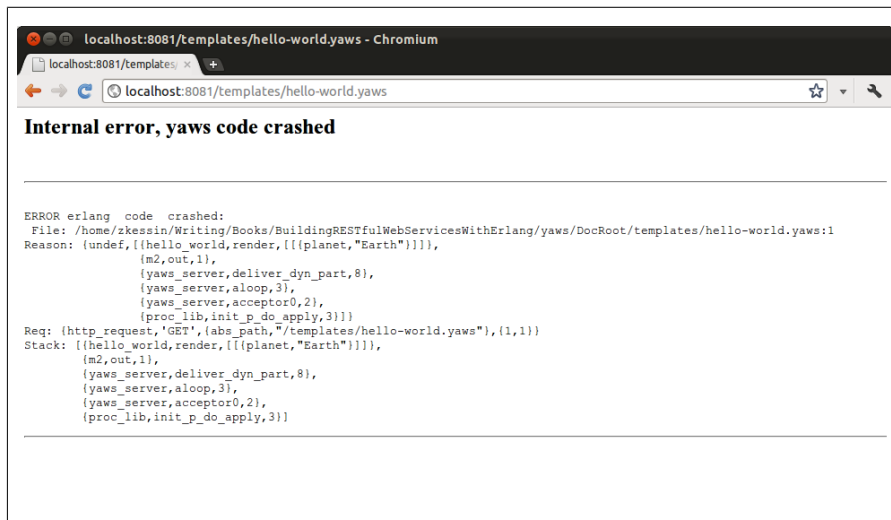 localhost:8081/templates/hello-world.yaws - Chromium
localhost:8081/templates/
localhost:8081/templates/hello-world.yaws
Internal error, yaws code crashed
ERROR erlang  code  crashed:
 File: /home/zkessin/Writing/Books/BuildingRESTfulWebServicesWithErlang/yaws/DocRoot/templates/hello-world.yaws:1
Reason: {undef,[{hello_world,render,[[{planet,"Earth"}]]},
                {m2,out,1},
                {yaws_server,deliver_dyn_part,8},
                {yaws_server,aloop,3},
                {yaws_server,acceptor0,2},
                {proc_lib,init_p_do_apply,3}]}
Req: {http_request,'GET',{abs_path,"/templates/hello-world.yaws"},{1,1}}
Stack: [{hello_world,render,[[{planet,"Earth"}]]},
        {m2,out,1},
        {yaws_server,deliver_dyn_part,8},
        {yaws_server,aloop,3},
        {yaws_server,acceptor0,2},
        {proc_lib,init_p_do_apply,3}]